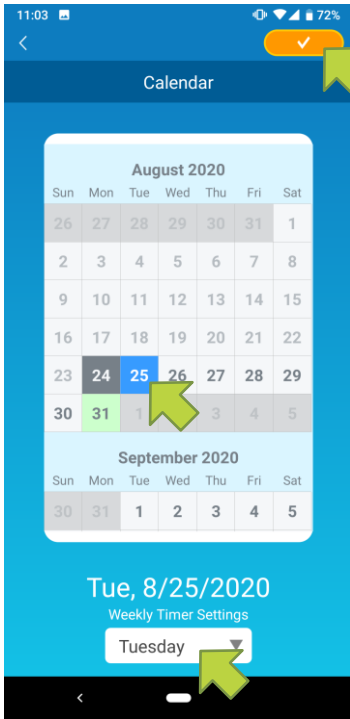 11:03 72%
Calendar
August 2020
Sun Mon Tue Wed Thu Fri Sat
26 27 28 29 30 31 1
2 3 4 5 6 7 8
9 10 11 12 13 14 15
16 17 18 19 20 21 22
23 24 25 26 27 28 29
30 31 1 3 4 5
September 2020
Sun Mon Tue Wed Thu Fri Sat
30 31 1 2 3 4 5
Tue, 8/25/2020
Weekly Timer Settings
Tuesday